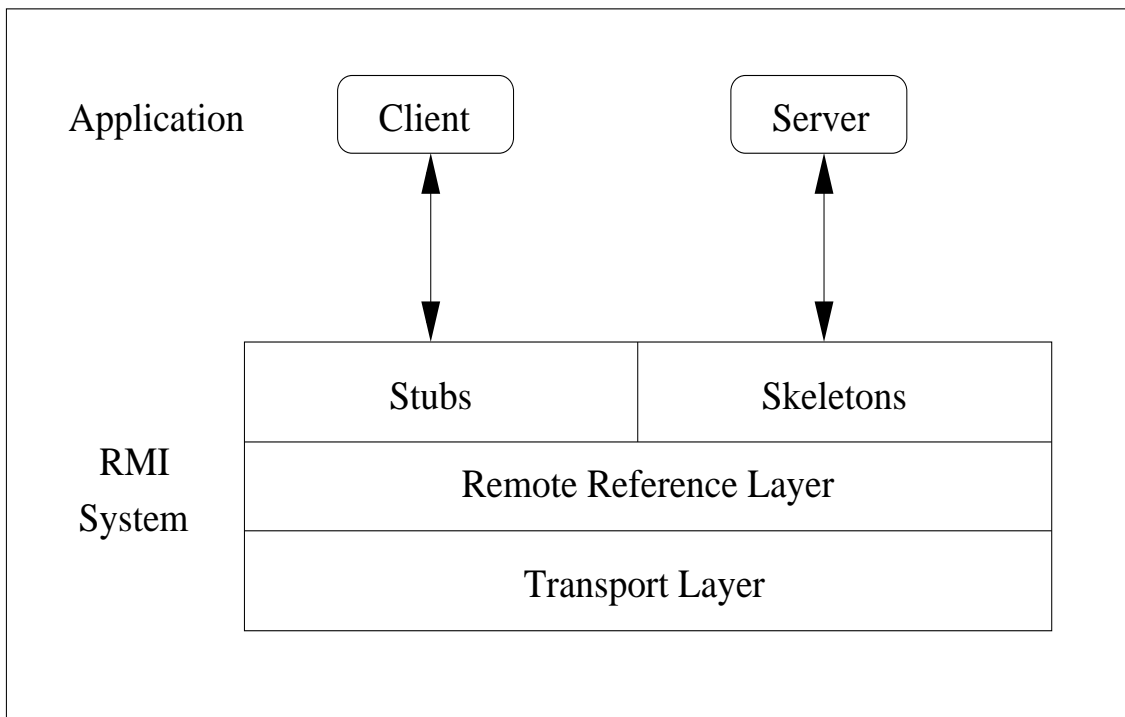 Application
Client
Server
Stubs
Skeletons
RMI
System
Remote Reference Layer
Transport Layer